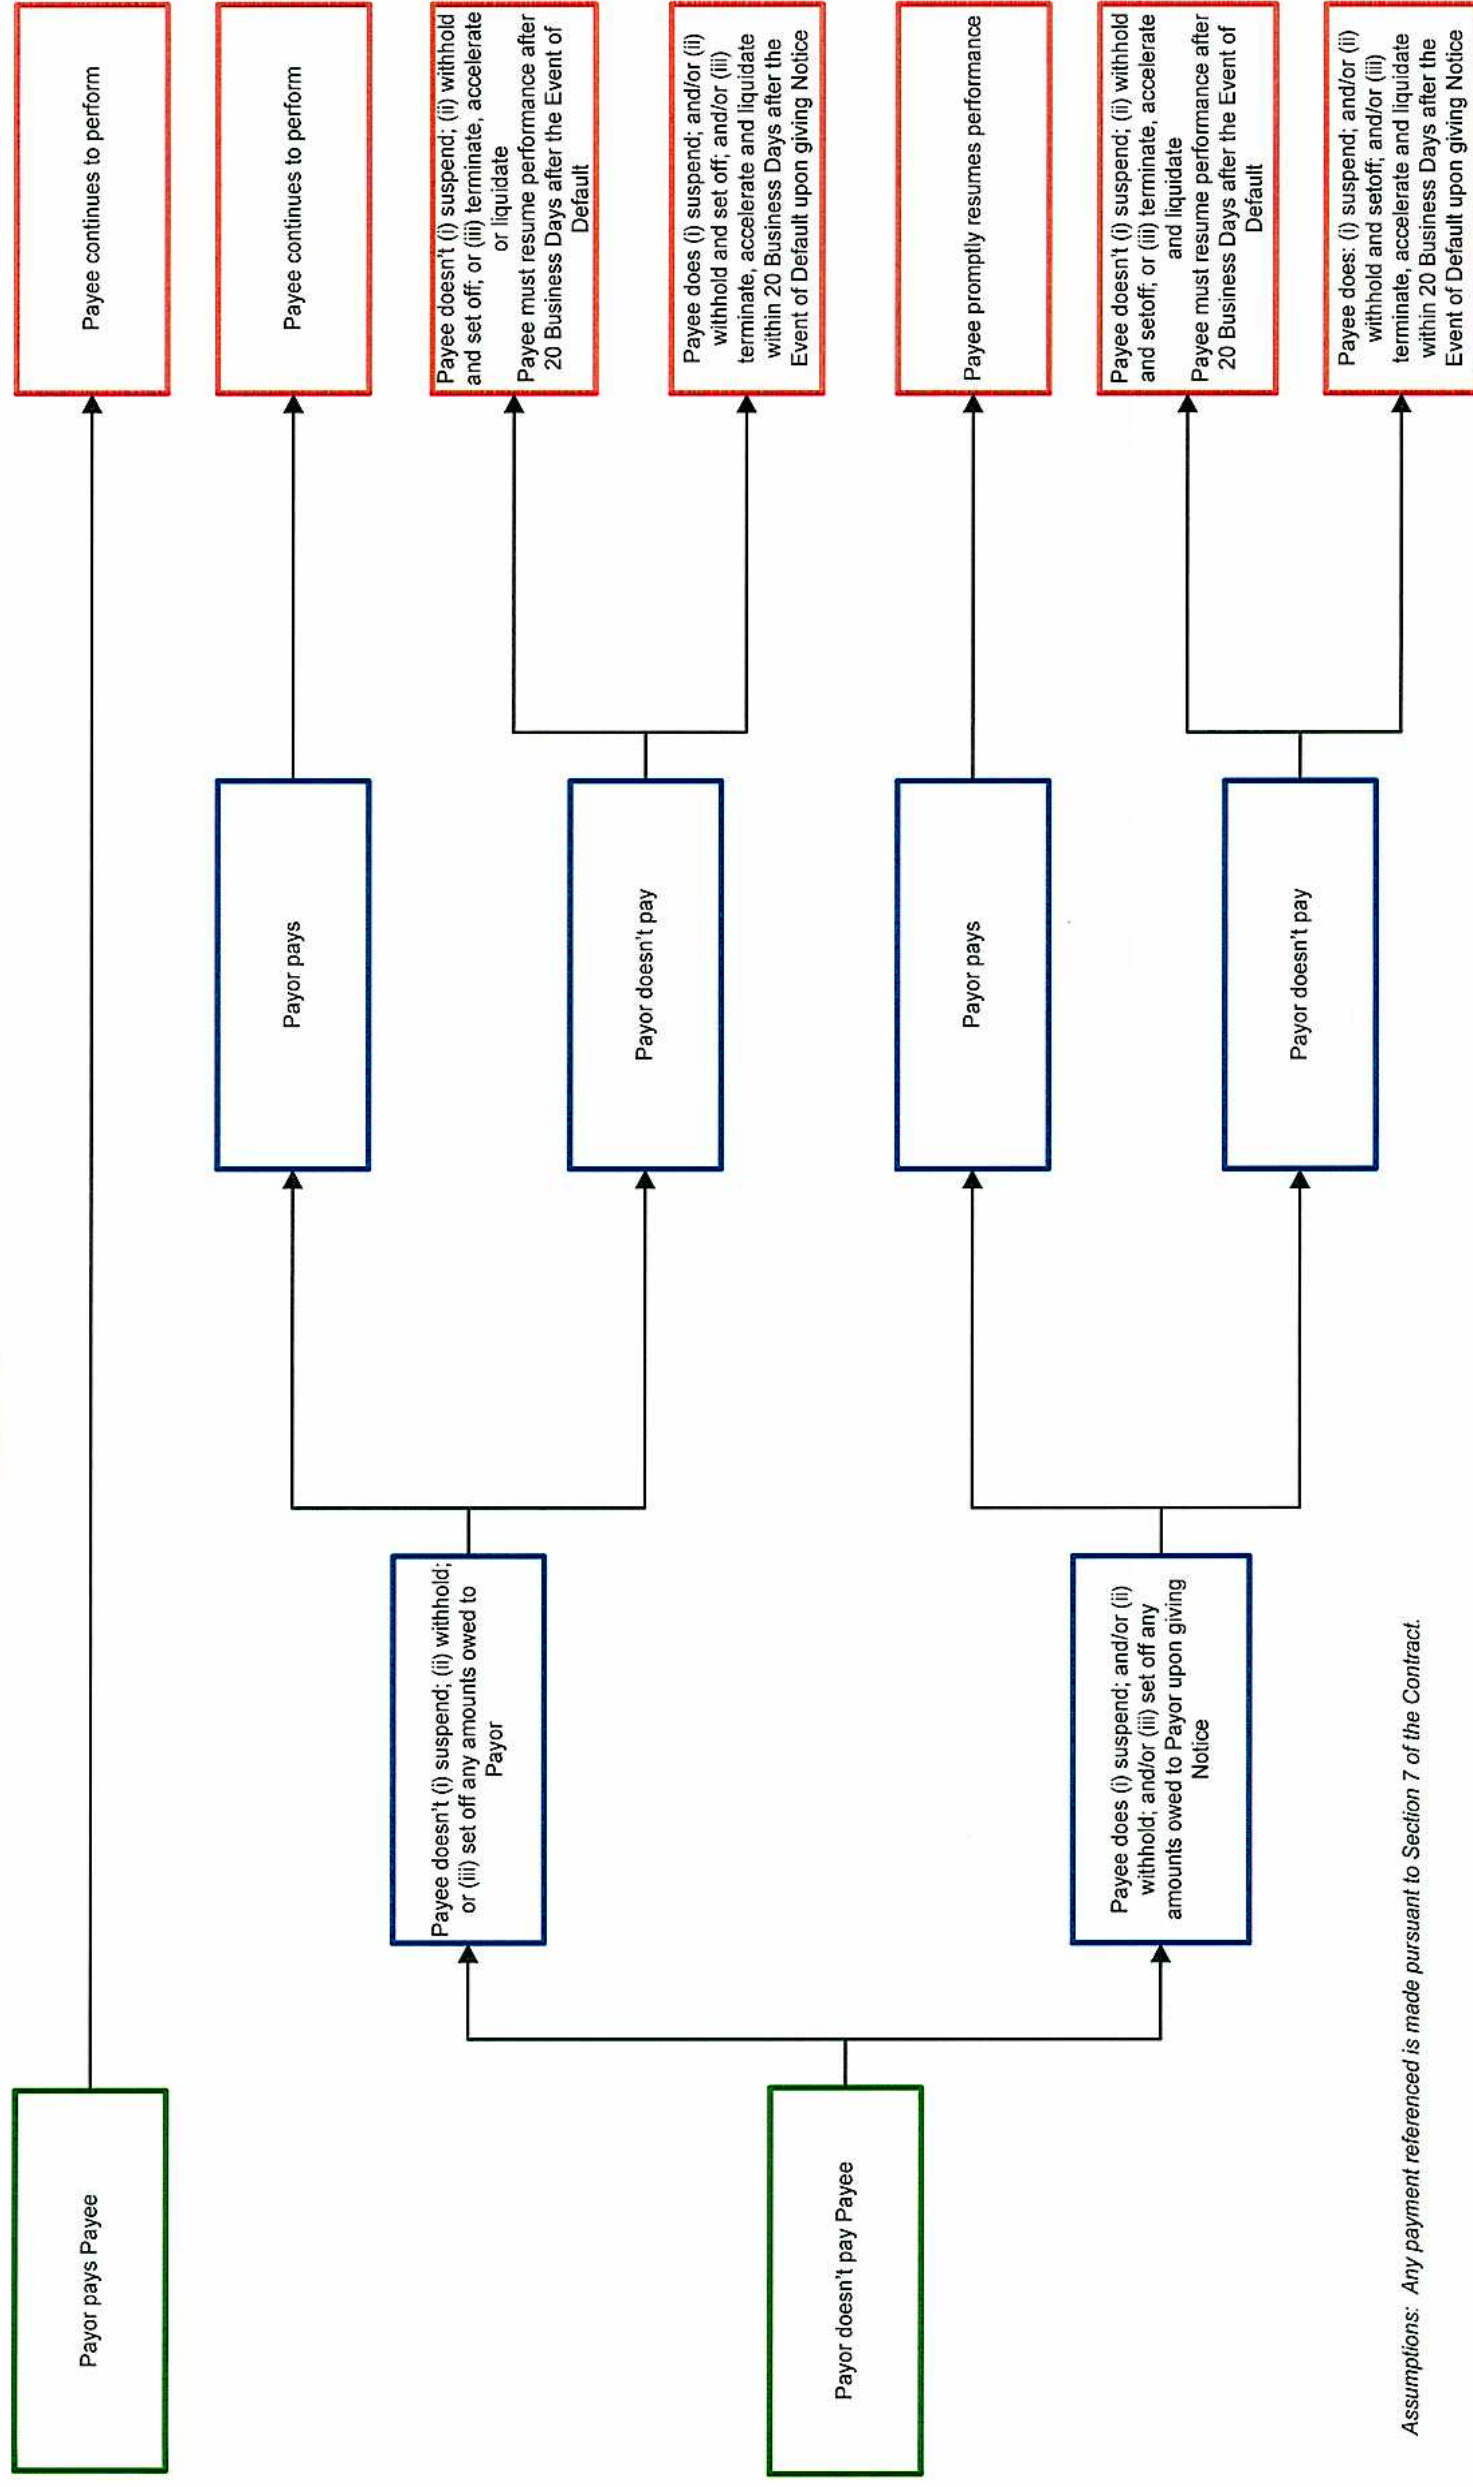 Payor pays Payee
Payee continues to perform
Payor doesn't pay Payee
Payee doesn't (i) suspend; (ii) withhold;
or (iii) set off any amounts owed to
Payor
Payor pays
Payee continues to perform
Payor doesn't pay
Payee doesn't (i) suspend; (ii) withhold
and set off; or (iii) terminate, accelerate
or liquidate
Payee must resume performance after
20 Business Days after the Event of
Default
Payee does (i) suspend; and/or (ii)
withhold and set off; and/or (iii)
terminate, accelerate and liquidate
within 20 Business Days after the
Event of Default upon giving Notice
Payee does (i) suspend; and/or (ii)
withhold; and/or (iii) set off any
amounts owed to Payor upon giving
Notice
Payor pays
Payee promptly resumes performance
Payor doesn't pay
Payee doesn't (i) suspend; (ii) withhold
and setoff; or (iii) terminate, accelerate
and liquidate
Payee must resume performance after
20 Business Days after the Event of
Default
Payee does: (i) suspend; and/or (ii)
withhold and setoff; and/or (iii)
terminate, accelerate and liquidate
within 20 Business Days after the
Event of Default upon giving Notice
Assumptions: Any payment referenced is made pursuant to Section 7 of the Contract.